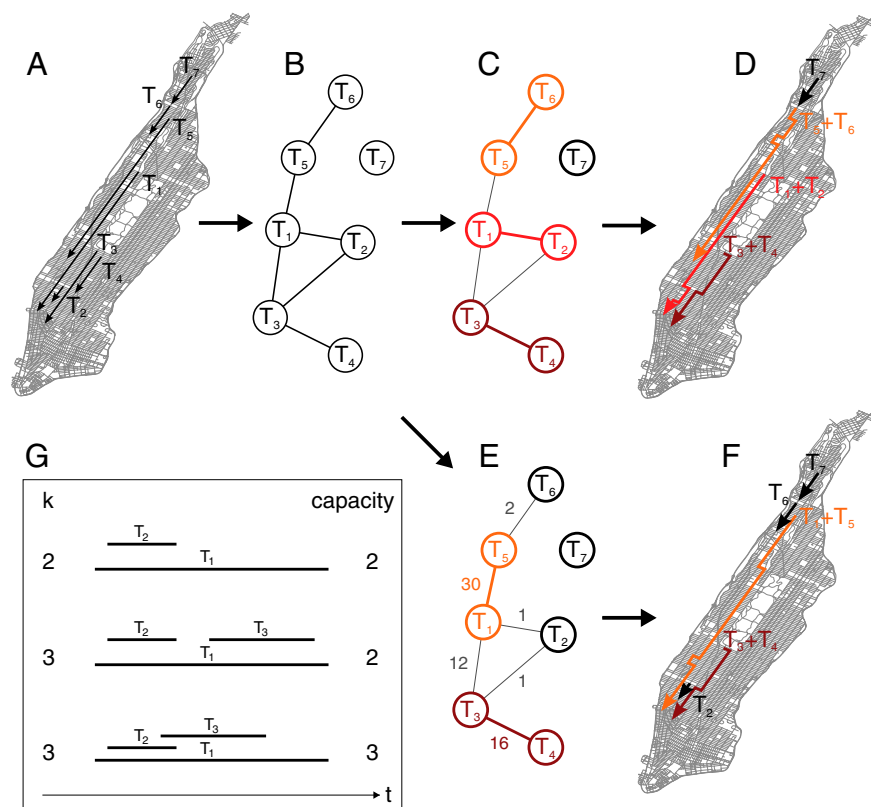 A
T₇
T₆
T₅
T₁
T₃
T₄
T₂
B
T₆
T₅
T₇
T₁
T₂
T₃
T₄
C
T₆
T₅
T₇
T₁
T₂
T₃
T₄
D
T₇
T₅+T₆
T₁+T₂
T₃+T₄
G
k
capacity
T₂
2
T₁
2
T₂
T₃
3
T₁
2
T₃
T₂
T₁
3
3
t
E
T₆
2
T₅
T₇
30
T₁
1
T₂
12
1
T₃
16
T₄
F
T₇
T₆
T₁+T₅
T₃+T₄
T₂